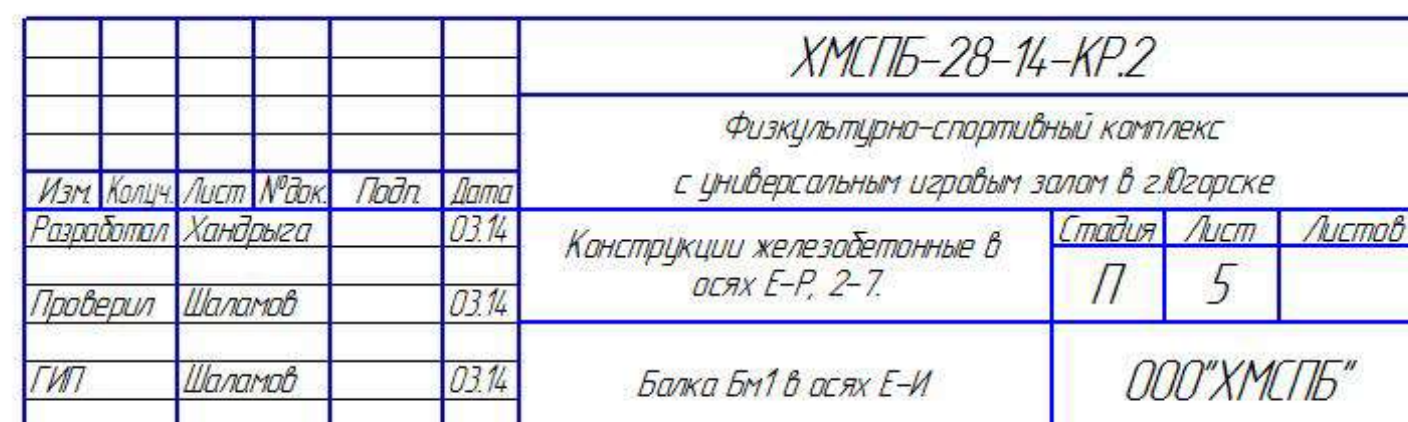 ХМСПБ-28-14-КР.2
Физкультурно-спортивный комплекс
с универсальным игровым залом в г.Югорске
Изм. Колуч. Лист №док. Подп. Дата
Разработал Хандрыга 03.14
Конструкции железобетонные в
осях Е-Р, 2-7.
Стадия Лист Листов
П 5
Проверил Шаламов 03.14
ГИП Шаламов 03.14
Балка Бм1 в осях Е-И
ООО"ХМСПБ"